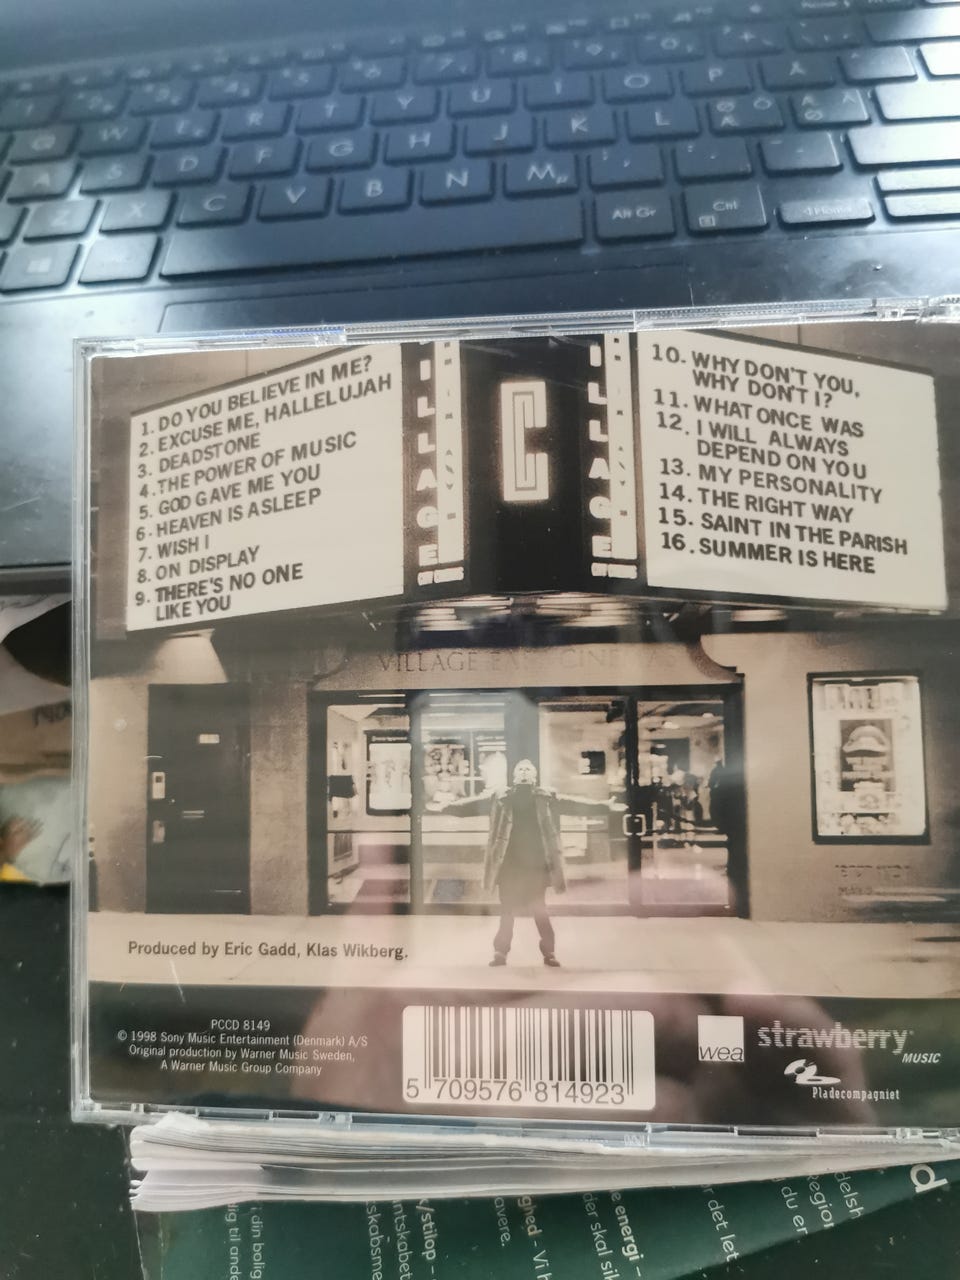 Q W E R T Y U I O P Å
A S D F G H J K L
Z X C V B N M
Alt Gr
Ctrl
1. DO YOU BELIEVE IN ME?
2. EXCUSE ME, HALLELUJAH
3. DEADSTONE
4. THE POWER OF MUSIC
5. GOD GAVE ME YOU
6. HEAVEN IS ASLEEP
7. WISH I
8. ON DISPLAY
9. THERE'S NO ONE
LIKE YOU
10. WHY DON'T YOU,
WHY DON'T I?
11. WHAT ONCE WAS
12. I WILL ALWAYS
DEPEND ON YOU
13. MY PERSONALITY
14. THE RIGHT WAY
15. SAINT IN THE PARISH
16. SUMMER IS HERE
VILLAGE
Produced by Eric Gadd, Klas Wikberg.
PCCD 8149
© 1998 Sony Music Entertainment (Denmark) A/S
Original production by Warner Music Sweden,
A Warner Music Group Company
5 709576 814923
wea
strawberry
MUSIC
Pladecompagniet